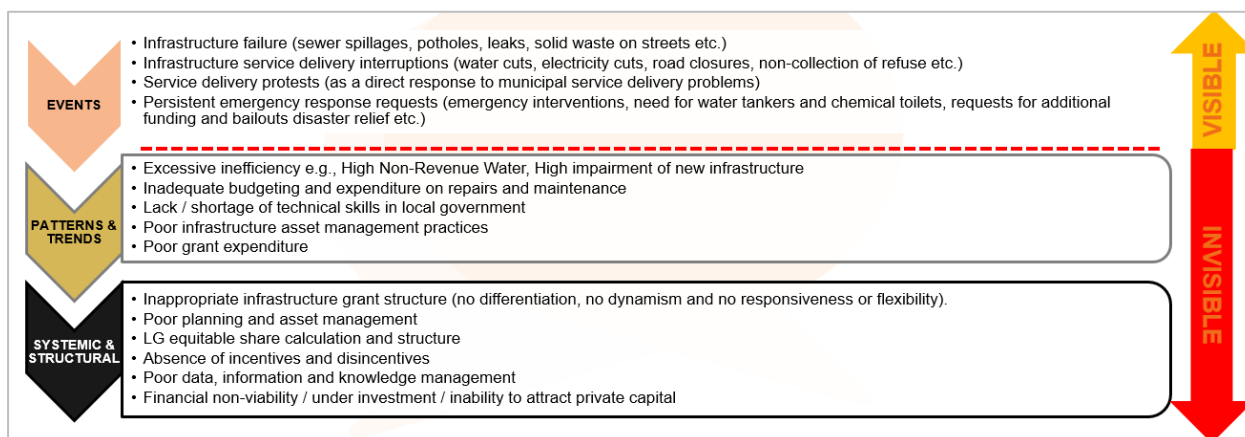 EVENTS
• Infrastructure failure (sewer spillages, potholes, leaks, solid waste on streets etc.)
• Infrastructure service delivery interruptions (water cuts, electricity cuts, road closures, non-collection of refuse etc.)
• Service delivery protests (as a direct response to municipal service delivery problems)
• Persistent emergency response requests (emergency interventions, need for water tankers and chemical toilets, requests for additional
funding and bailouts disaster relief etc.)
VISIBLE
PATTERNS &
TRENDS
• Excessive inefficiency e.g., High Non-Revenue Water, High impairment of new infrastructure
• Inadequate budgeting and expenditure on repairs and maintenance
• Lack / shortage of technical skills in local government
• Poor infrastructure asset management practices
• Poor grant expenditure
INVISIBLE
SYSTEMIC &
STRUCTURAL
• Inappropriate infrastructure grant structure (no differentiation, no dynamism and no responsiveness or flexibility).
• Poor planning and asset management
• LG equitable share calculation and structure
• Absence of incentives and disincentives
• Poor data, information and knowledge management
• Financial non-viability / under investment / inability to attract private capital